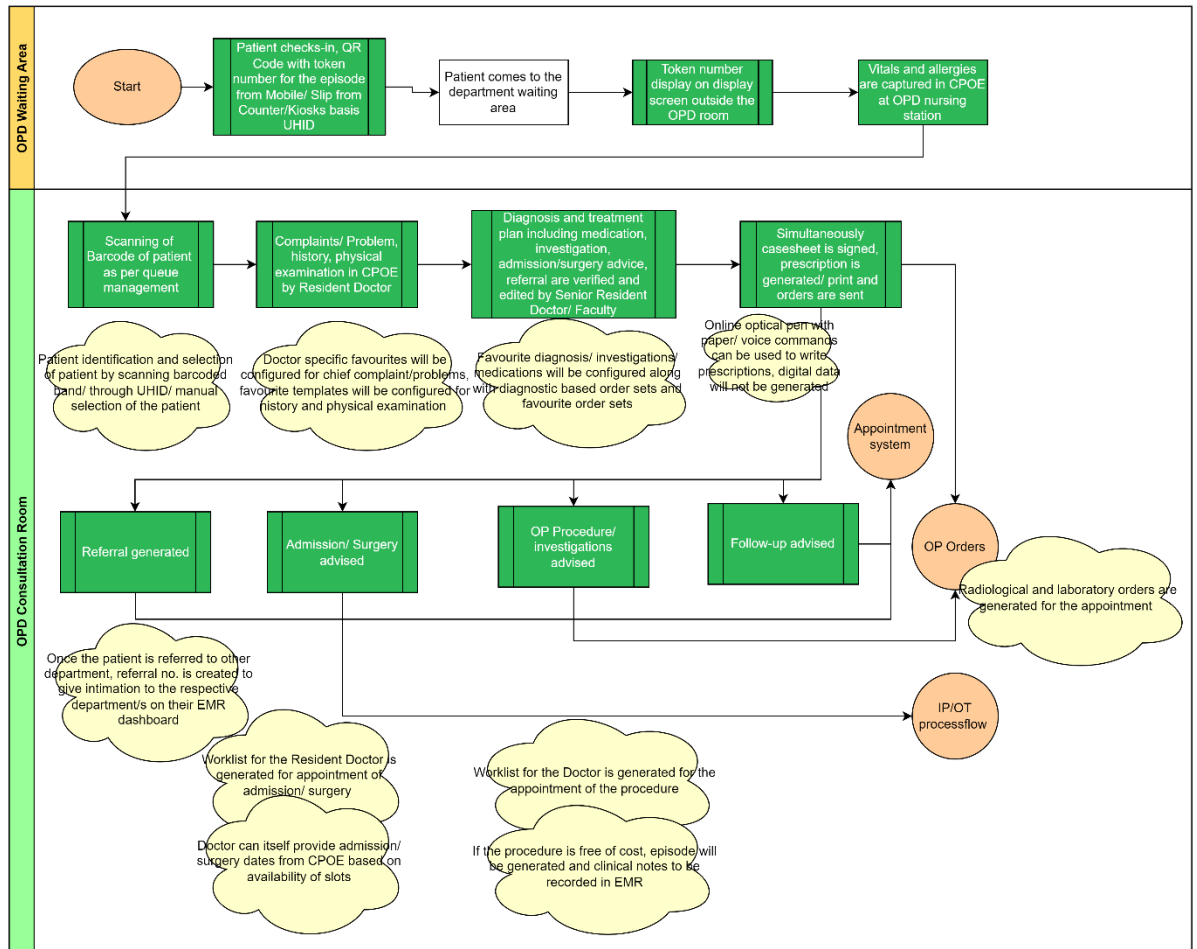 OPD Waiting Area
Start
Patient checks-in, QR
Code with token
number for the episode
from Mobile/ Slip from
Counter/Kiosks basis
UHID
Patient comes to the
department waiting
area
Token number
display on display
screen outside the
OPD room
Vitals and allergies
are captured in CPOE
at OPD nursing
station
OPD Consultation Room
Scanning of
Barcode of patient
as per queue
management
Complaints/ Problem,
history, physical
examination in CPOE
by Resident Doctor
Diagnosis and treatment
plan including medication,
investigation,
admission/surgery advice,
referral are verified and
edited by Senior Resident
Doctor/ Faculty
Simultaneously
casesheet is signed,
prescription is
generated/ print and
orders are sent
Patient identification and selection
of patient by scanning barcoded
band/ through UHID/ manual
selection of the patient
Doctor specific favourites will be
configured for chief complaint/problems,
favourite templates will be configured for
history and physical examination
Favourite diagnosis/ investigations/
medications will be configured along
with diagnostic based order sets and
favourite order sets
Online optical pen with
paper/ voice commands
can be used to write
prescriptions, digital data
will not be generated
Appointment
system
Referral generated
Admission/ Surgery
advised
OP Procedure/
investigations
advised
Follow-up advised
OP Orders
Radiological and laboratory orders are
generated for the appointment
Once the patient is referred to other
department, referral no. is created to
give intimation to the respective
department/s on their EMR
dashboard
IP/OT
processflow
Worklist for the Resident Doctor is
generated for appointment of
admission/ surgery
Worklist for the Doctor is generated for the
appointment of the procedure
Doctor can itself provide admission/
surgery dates from CPOE based on
availability of slots
If the procedure is free of cost, episode will
be generated and clinical notes to be
recorded in EMR